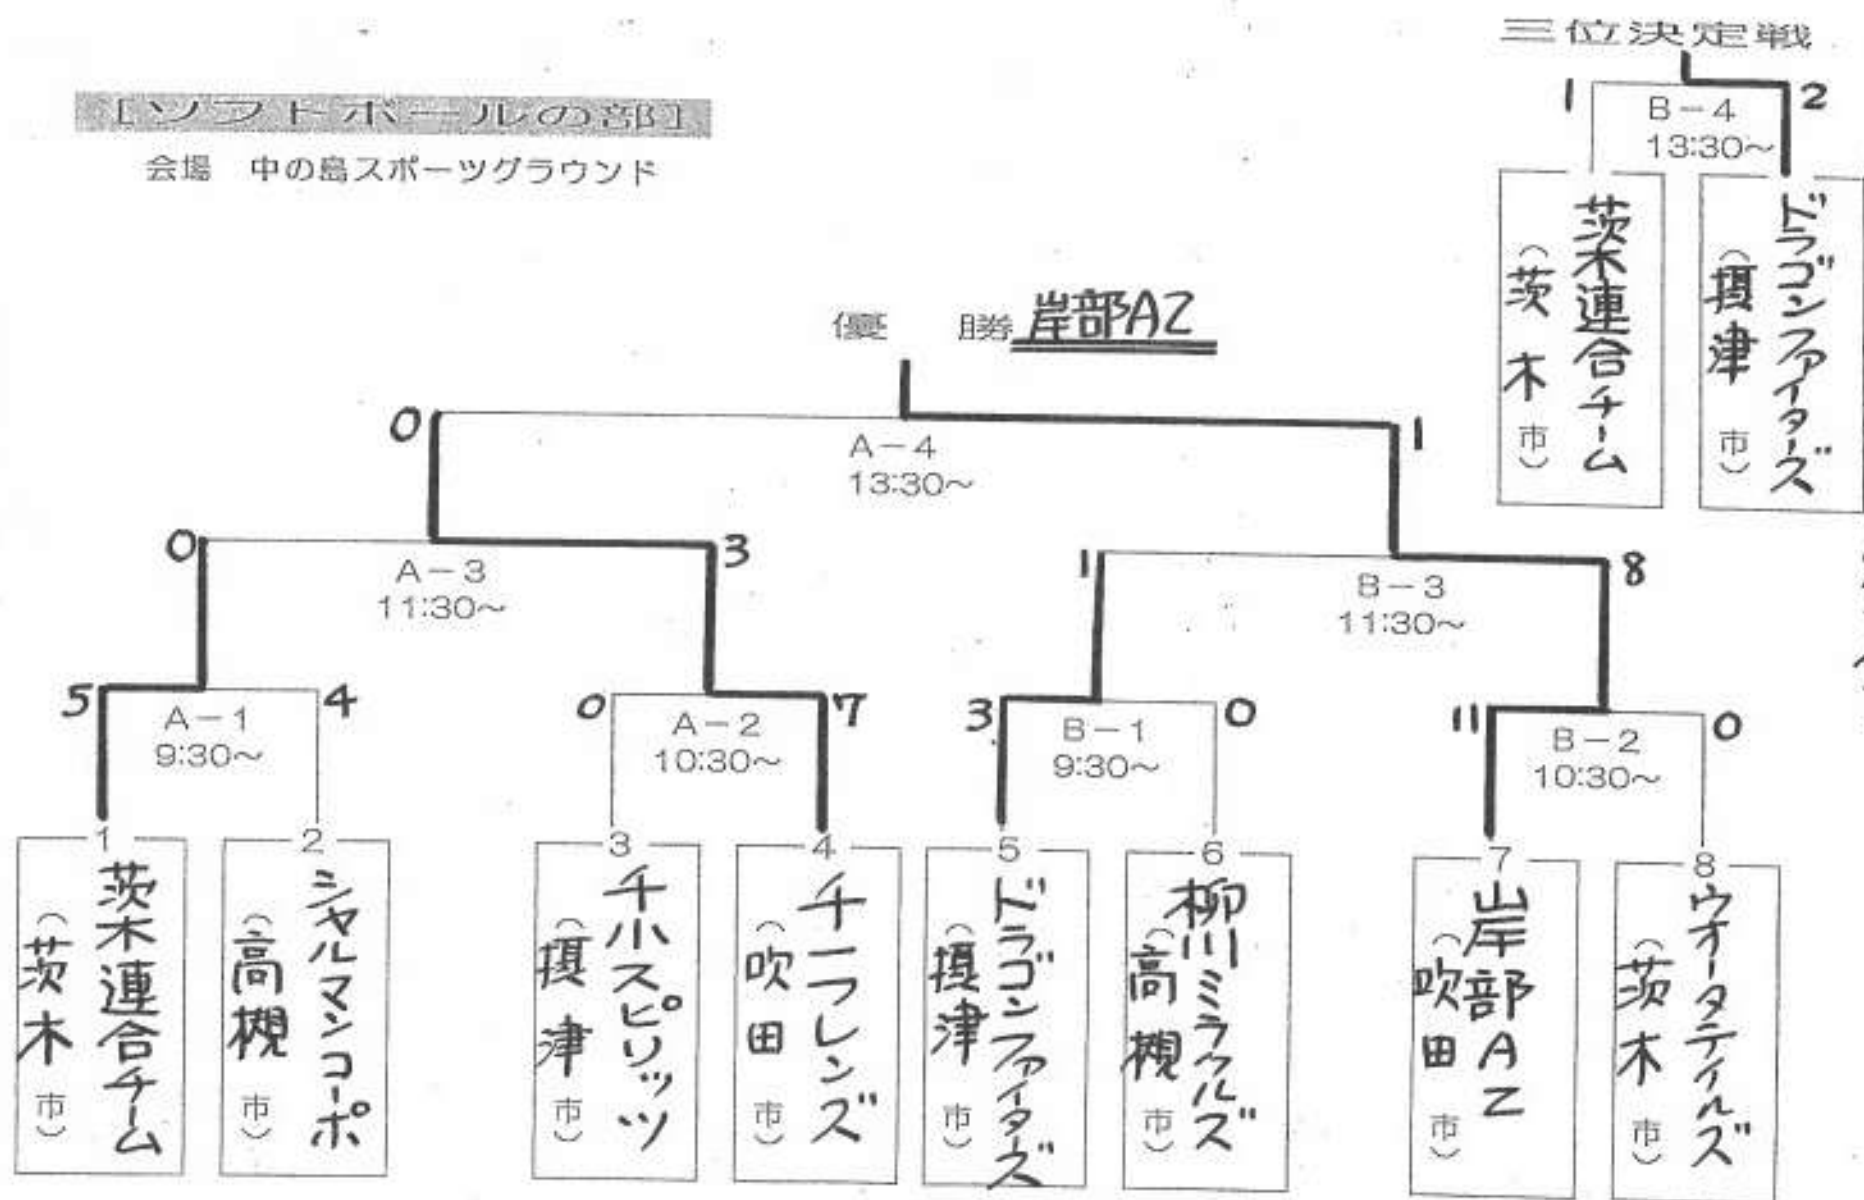 [ソフトボールの部]
会場 中の島スポーツグラウンド
三位決定戦
1 2
B-4
13:30~
茨木連合チーム
(茨木市)
ドラゴンファイターズ
(摂津市)
優 勝 岸部AZ
0 1
A-4
13:30~
0 3
A-3
11:30~
1 8
B-3
11:30~
5 4
A-1
9:30~
0 7
A-2
10:30~
3 0
B-1
9:30~
11 0
B-2
10:30~
1
茨木連合チーム
(茨木市)
2
シャルマンコーポ
(高槻市)
3
千小スピリッツ
(摂津市)
4
千一フレンズ
(吹田市)
5
ドラゴンファイターズ
(摂津市)
6
柳川ミラクルズ
(高槻市)
7
岸部AZ
(吹田市)
8
ウオータテイルズ
(茨木市)